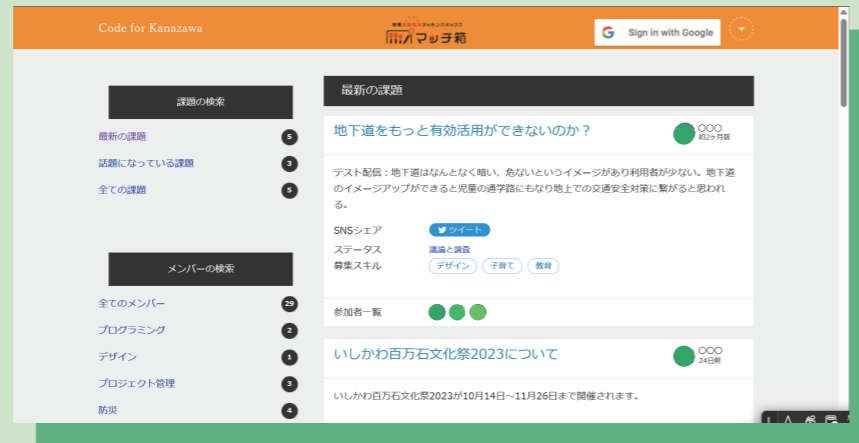 Code for Kanazawa
マッチ箱
Sign in with Google
課題の検索
最新の課題 5
話題になっている課題 3
全ての課題 5
メンバーの検索
全てのメンバー 29
プログラミング 2
デザイン 1
プロジェクト管理 3
防災 4
最新の課題
地下道をもっと有効活用ができないのか？
〇〇〇
約2ヶ月前
テスト配信：地下道はなんとなく暗い、危ないというイメージがあり利用者が少ない。地下道
のイメージアップができると児童の通学路にもなり地上での交通安全対策に繋がると思われ
る。
SNSシェア ツイート
ステータス 議論と調査
募集スキル デザイン 子育て 教育
参加者一覧
いしかわ百万石文化祭2023について
〇〇〇
24日前
いしかわ百万石文化祭2023が10月14日～11月26日まで開催されます。